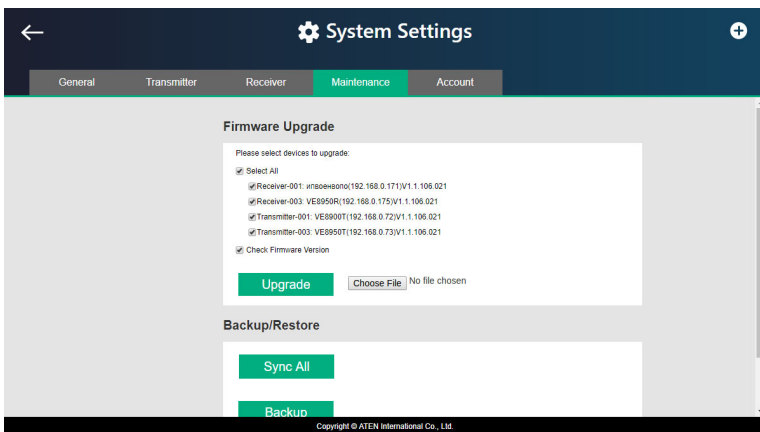 System Settings
General Transmitter Receiver Maintenance Account
Firmware Upgrade
Please select devices to upgrade:
Select All
Receiver-001: ипвоенвопо(192.168.0.171)V1.1.106.021
Receiver-003: VE8950R(192.168.0.175)V1.1.106.021
Transmitter-001: VE8900T(192.168.0.72)V1.1.106.021
Transmitter-003: VE8950T(192.168.0.73)V1.1.106.021
Check Firmware Version
Upgrade Choose File No file chosen
Backup/Restore
Sync All
Backup
Copyright © ATEN International Co., Ltd.